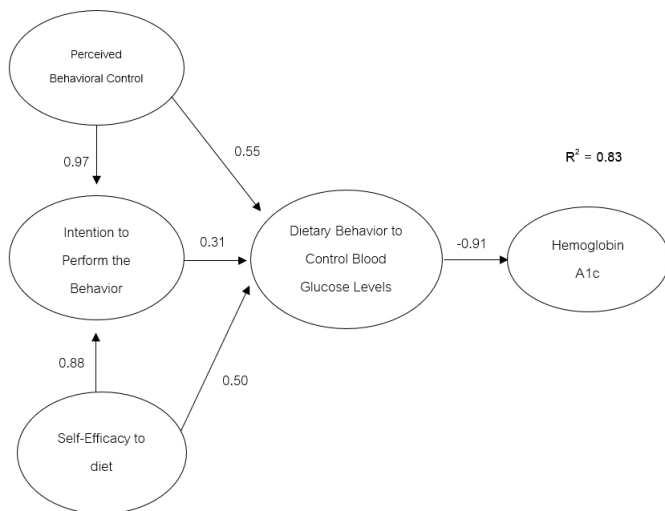 Perceived
Behavioral Control
0.97
0.55
R² = 0.83
Intention to
Perform the
Behavior
0.31
Dietary Behavior to
Control Blood
Glucose Levels
-0.91
Hemoglobin
A1c
0.88
0.50
Self-Efficacy to
diet